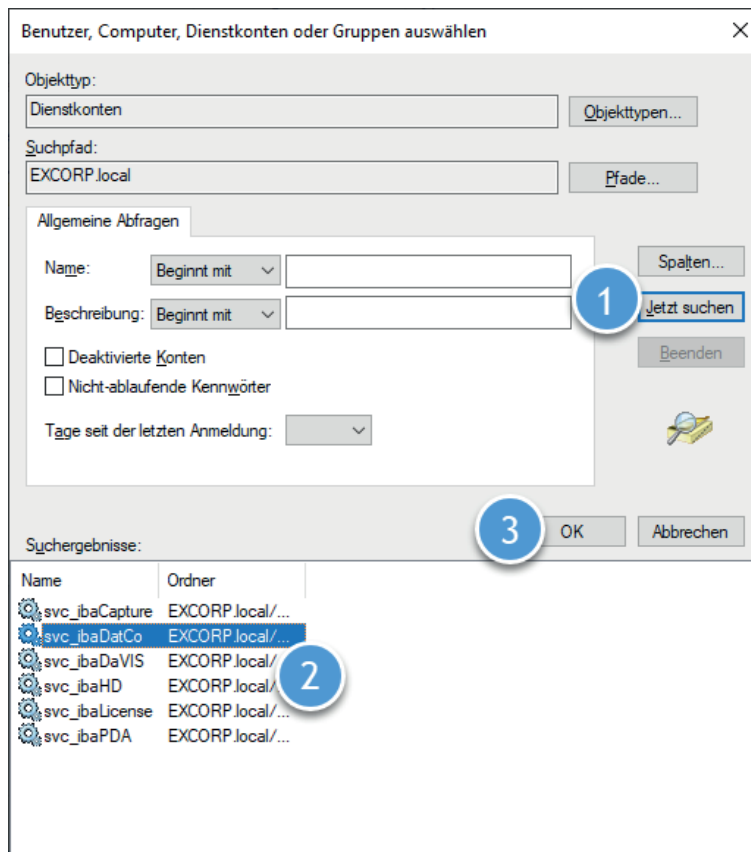 Benutzer, Computer, Dienstkonten oder Gruppen auswählen
Objekttyp:
Dienstkonten
Objekttypen...
Suchpfad:
EXCORP.local
Pfade...
Allgemeine Abfragen
Name:
Beginnt mit
Spalten...
Beschreibung:
Beginnt mit
1
Jetzt suchen
Deaktivierte Konten
Beenden
Nicht-ablaufende Kennwörter
Tage seit der letzten Anmeldung:
3
OK
Abbrechen
Suchergebnisse:
Name Ordner
svc_ibaCapture EXCORP.local/...
svc_ibaDatCo EXCORP.local/...
svc_ibaDaVIS EXCORP.local/...
2
svc_ibaHD EXCORP.local/...
svc_ibaLicense EXCORP.local/...
svc_ibaPDA EXCORP.local/...